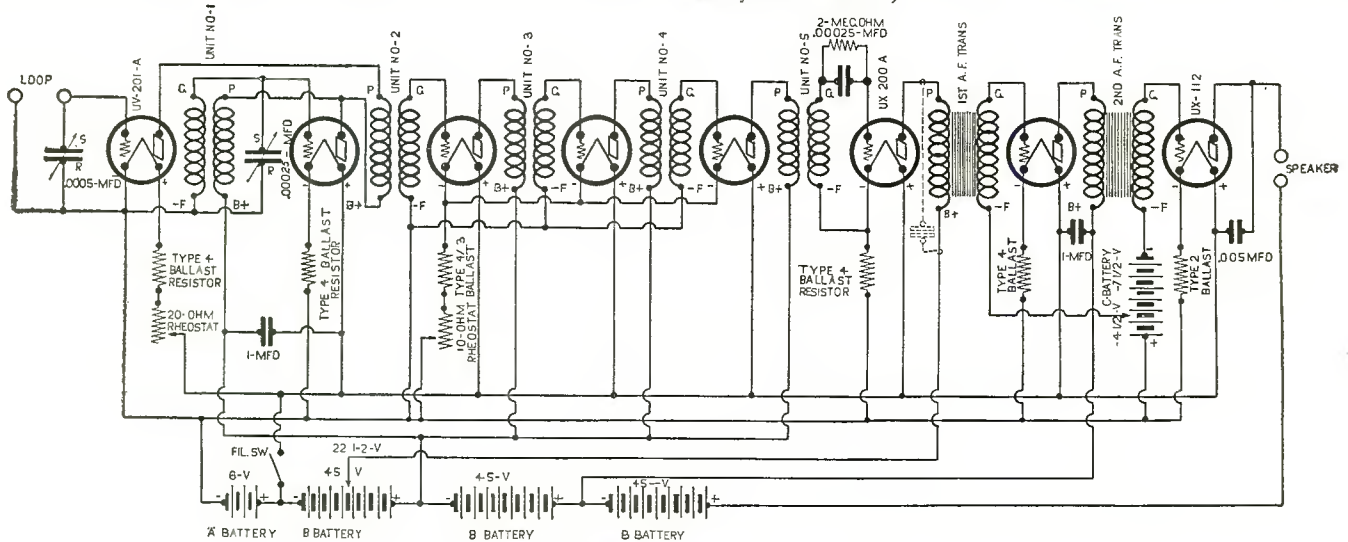 LOOP
S
R
.0005-MFD
UV-201-A
+
UNIT NO-1
G
P
-F
B+
S
R
.00025-MFD
-
+
TYPE 4
BALLAST
RESISTOR
20-OHM
RHEOSTAT
TYPE 4 BALLAST
RESISTOR
1-MFD
UNIT NO-2
P
G
B+
-F
-
+
TYPE 4/3
BALLAST
10-OHM
RHEOSTAT
UNIT NO-3
P
G
B+
-F
-
+
UNIT NO-4
P
G
B+
-F
-
+
UNIT NO-5
P
G
B+
-F
2-MEGOHM
.00025-MFD
UX 200A
-
+
TYPE 4
BALLAST
RESISTOR
P
G
B+
-F
1ST A.F. TRANS
-
+
TYPE 4
BALLAST
1-MFD
P
G
B+
-F
2ND A.F. TRANS
C-BATTERY
-4 1/2-V
-7 1/2-V
-
+
UX-112
-
+
TYPE 2
BALLAST
.005 MFD
SPEAKER
FIL. SW.
22 1-2-V
-
6-V
+
-
45
V
+
-
45-V
+
45-V
+
"A" BATTERY
B BATTERY
B BATTERY
B BATTERY